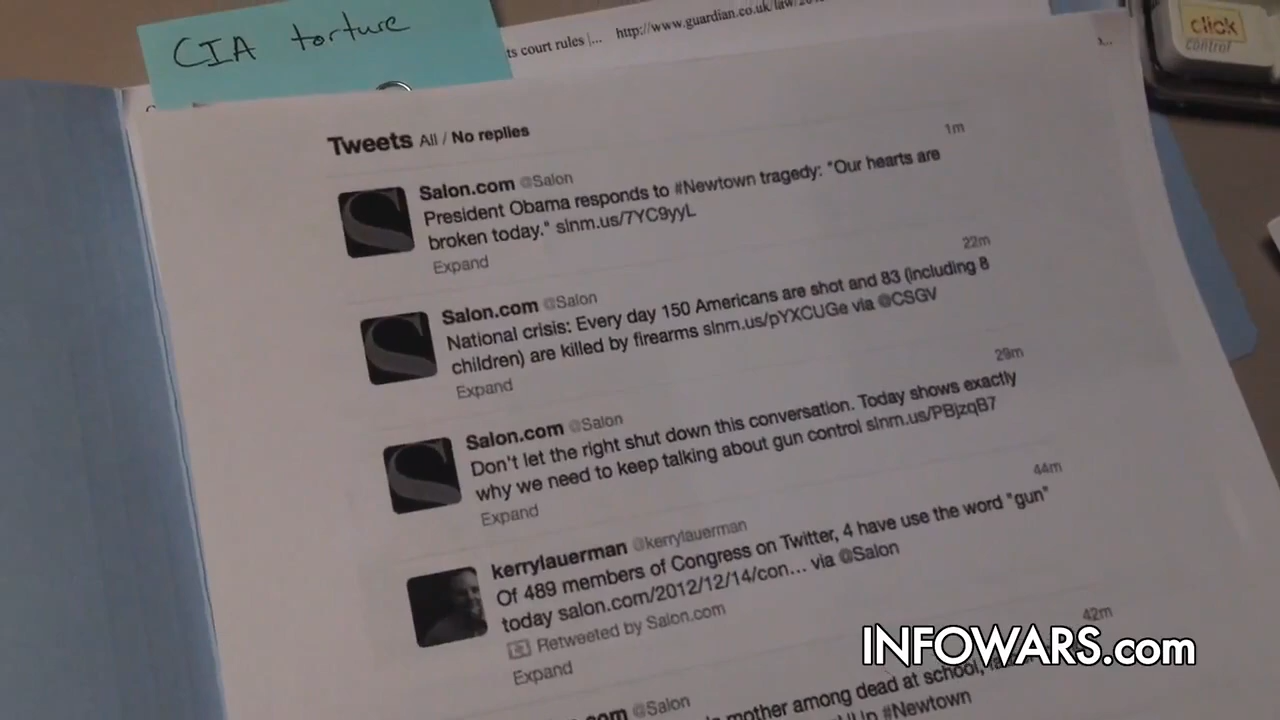 CIA torture
ts court rules |... http://www.guardian.co.uk/law/20
click
control
Tweets All / No replies
1m
Salon.com @Salon
President Obama responds to #Newtown tragedy: "Our hearts are
broken today." slnm.us/7YC9yyL
Expand
22m
Salon.com @Salon
National crisis: Every day 150 Americans are shot and 83 (including 8
children) are killed by firearms slnm.us/pYXCUGe via @CSGV
Expand
29m
Salon.com @Salon
Don't let the right shut down this conversation. Today shows exactly
why we need to keep talking about gun control slnm.us/PBjzqB7
Expand
44m
kerrylauerman @kerrylauerman
Of 489 members of Congress on Twitter, 4 have use the word "gun"
today salon.com/2012/12/14/con... via @Salon
Retweeted by Salon.com
Expand
42m
.com @Salon
mother among dead at school,
#Newtown
INFOWARS.com